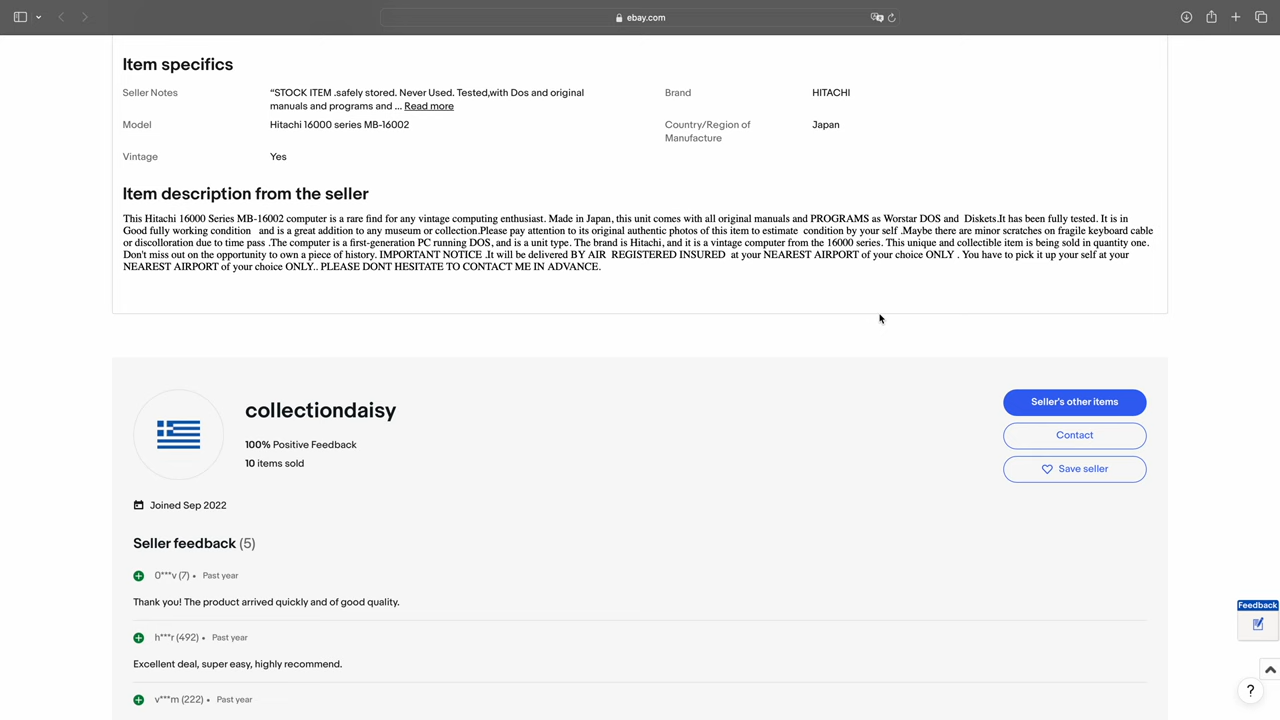 ebay.com
Item specifics
Seller Notes
“STOCK ITEM .safely stored. Never Used. Tested,with Dos and original
manuals and programs and ... Read more
Brand
HITACHI
Model
Hitachi 16000 series MB-16002
Country/Region of
Manufacture
Japan
Vintage
Yes
Item description from the seller
This Hitachi 16000 Series MB-16002 computer is a rare find for any vintage computing enthusiast. Made in Japan, this unit comes with all original manuals and PROGRAMS as Worstar DOS and Diskets.It has been fully tested. It is in
Good fully working condition and is a great addition to any museum or collection.Please pay attention to its original authentic photos of this item to estimate condition by your self .Maybe there are minor scratches on fragile keyboard cable
or discolloration due to time pass .The computer is a first-generation PC running DOS, and is a unit type. The brand is Hitachi, and it is a vintage computer from the 16000 series. This unique and collectible item is being sold in quantity one.
Don't miss out on the opportunity to own a piece of history. IMPORTANT NOTICE .It will be delivered BY AIR REGISTERED INSURED at your NEAREST AIRPORT of your choice ONLY . You have to pick it up your self at your
NEAREST AIRPORT of your choice ONLY.. PLEASE DONT HESITATE TO CONTACT ME IN ADVANCE.
collectiondaisy
100% Positive Feedback
10 items sold
Seller's other items
Contact
Save seller
Joined Sep 2022
Seller feedback (5)
0***v (7) • Past year
Thank you! The product arrived quickly and of good quality.
h***r (492) • Past year
Excellent deal, super easy, highly recommend.
v***m (222) • Past year
Feedback
?